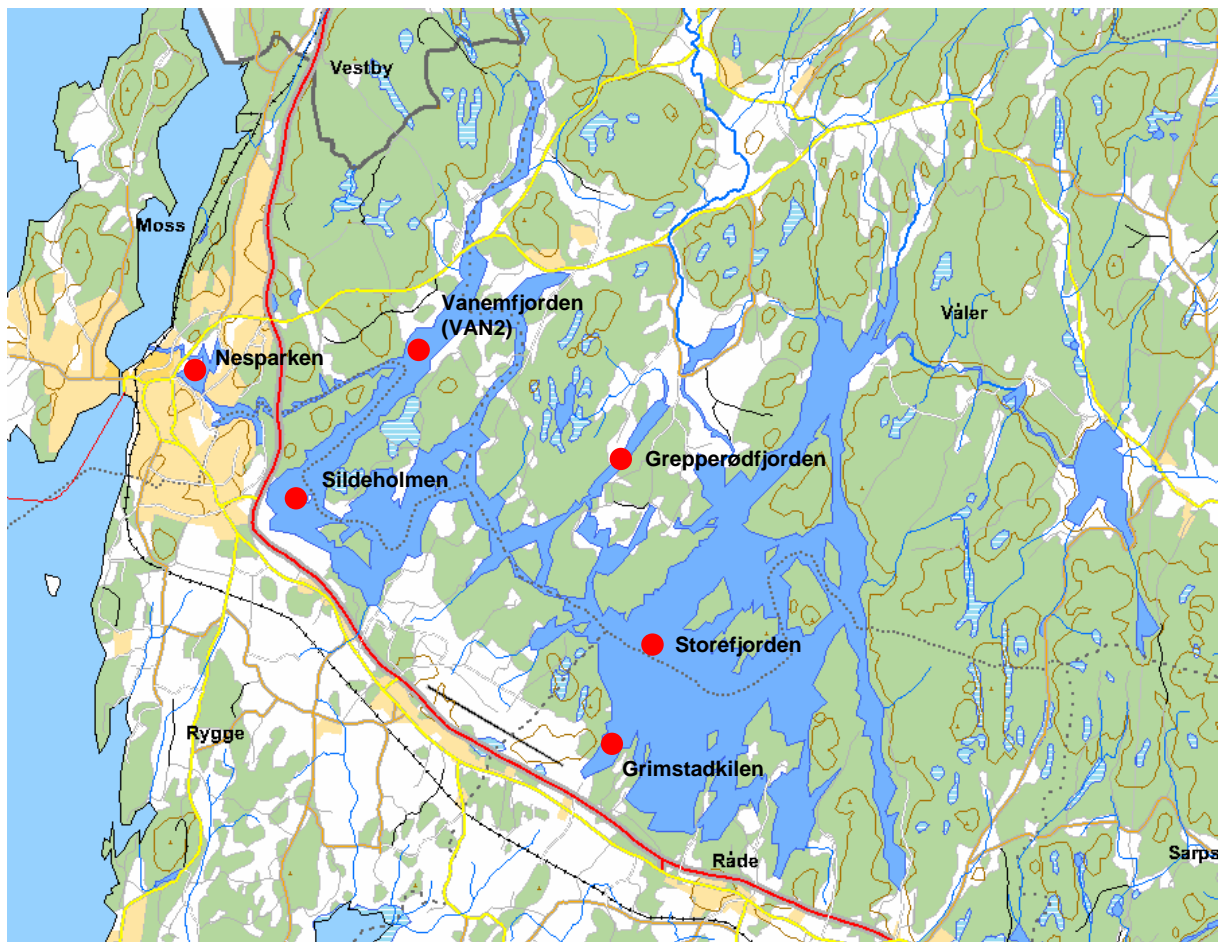 Vestby
Moss
Vanemfjorden
(VAN2)
Våler
Nesparken
Grepperødfjorden
Sildeholmen
Storefjorden
Rygge
Grimstadkilen
Råde
Sarps